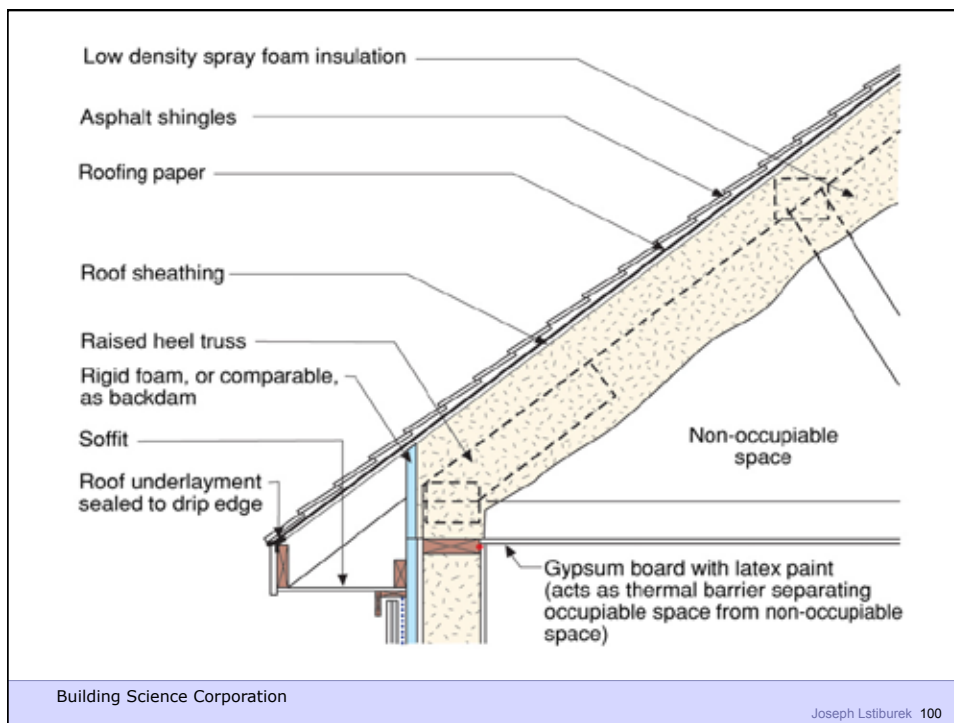 Low density spray foam insulation
Asphalt shingles
Roofing paper
Roof sheathing
Raised heel truss
Rigid foam, or comparable,
as backdam
Soffit
Roof underlayment
sealed to drip edge
Non-occupiable
space
Gypsum board with latex paint
(acts as thermal barrier separating
occupiable space from non-occupiable
space)
Building Science Corporation
Joseph Lstiburek 100